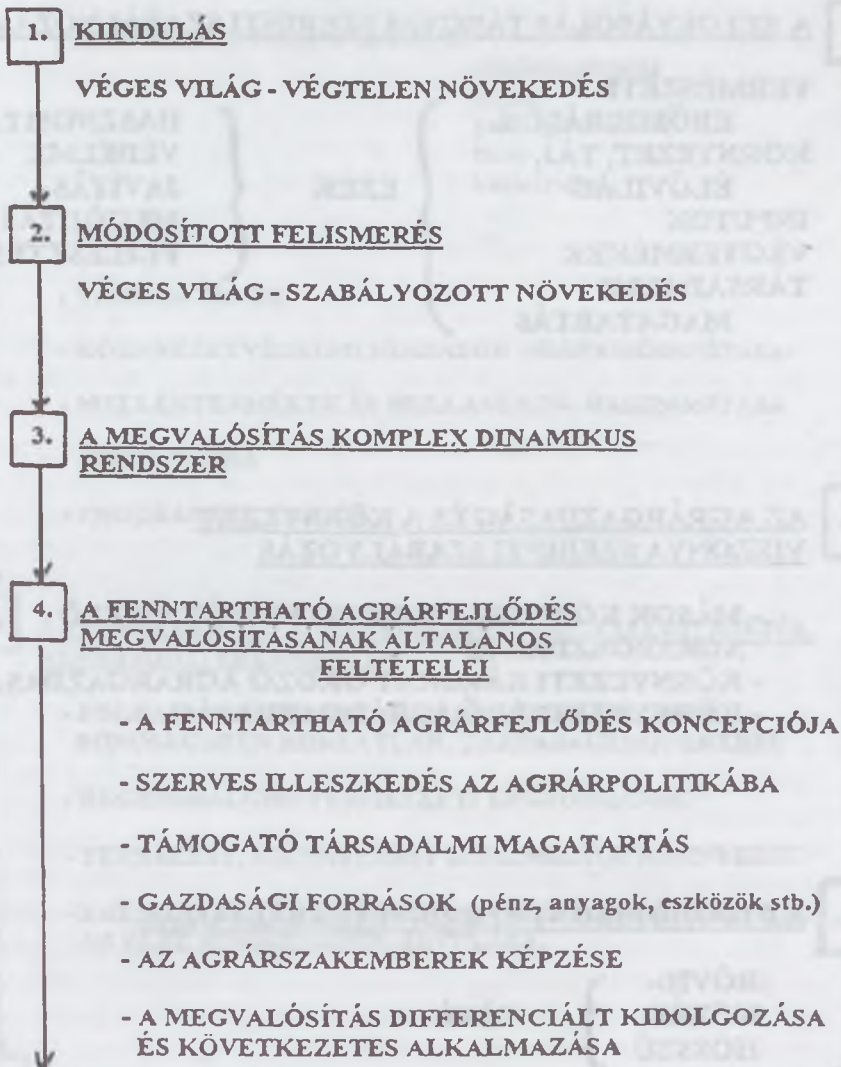 1. KIINDULÁS
VÉGES VILÁG - VÉGTELEN NÖVEKEDÉS
2. MÓDOSÍTOTT FELISMERÉS
VÉGES VILÁG - SZABÁLYOZOTT NÖVEKEDÉS
3. A MEGVALÓSÍTÁS KOMPLEX DINAMIKUS
RENDSZER
4. A FENNTARTHATÓ AGRÁRFEJLŐDÉS
MEGVALÓSÍTÁSÁNAK ÁLTALÁNOS
FELTÉTELEI
- A FENNTARTHATÓ AGRÁRFEJLŐDÉS KONCEPCIÓJA
- SZERVES ILLESZKEDÉS AZ AGRÁRPOLITIKÁBA
- TÁMOGATÓ TÁRSADALMI MAGATARTÁS
- GAZDASÁGI FORRÁSOK (pénz, anyagok, eszközök stb.)
- AZ AGRÁRSZAKEMBEREK KÉPZÉSE
- A MEGVALÓSÍTÁS DIFFERENCIÁLT KIDOLGOZÁSA
ÉS KÖVETKEZETES ALKALMAZÁSA